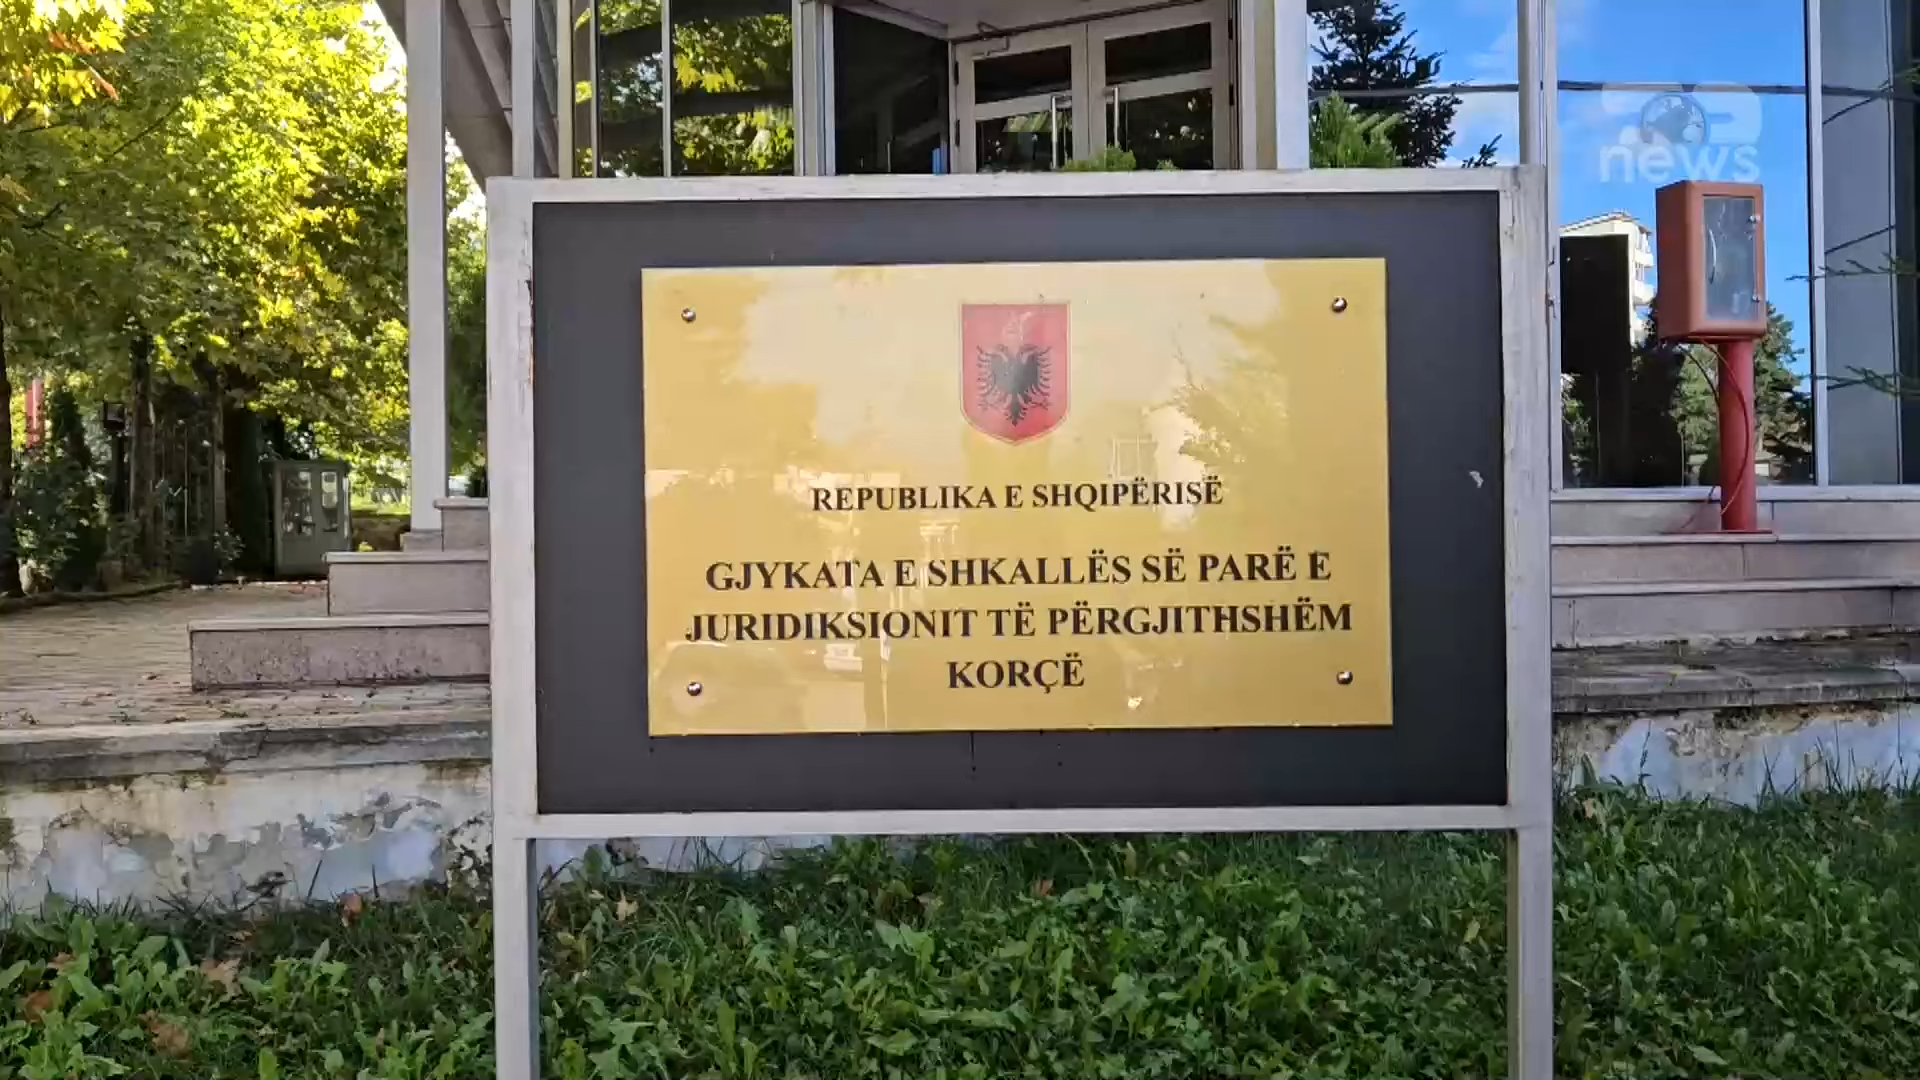 news
REPUBLIKA E SHQIPËRISË
GJYKATA E SHKALLËS SË PARË E
JURIDIKSIONIT TË PËRGJITHSHËM
KORÇË